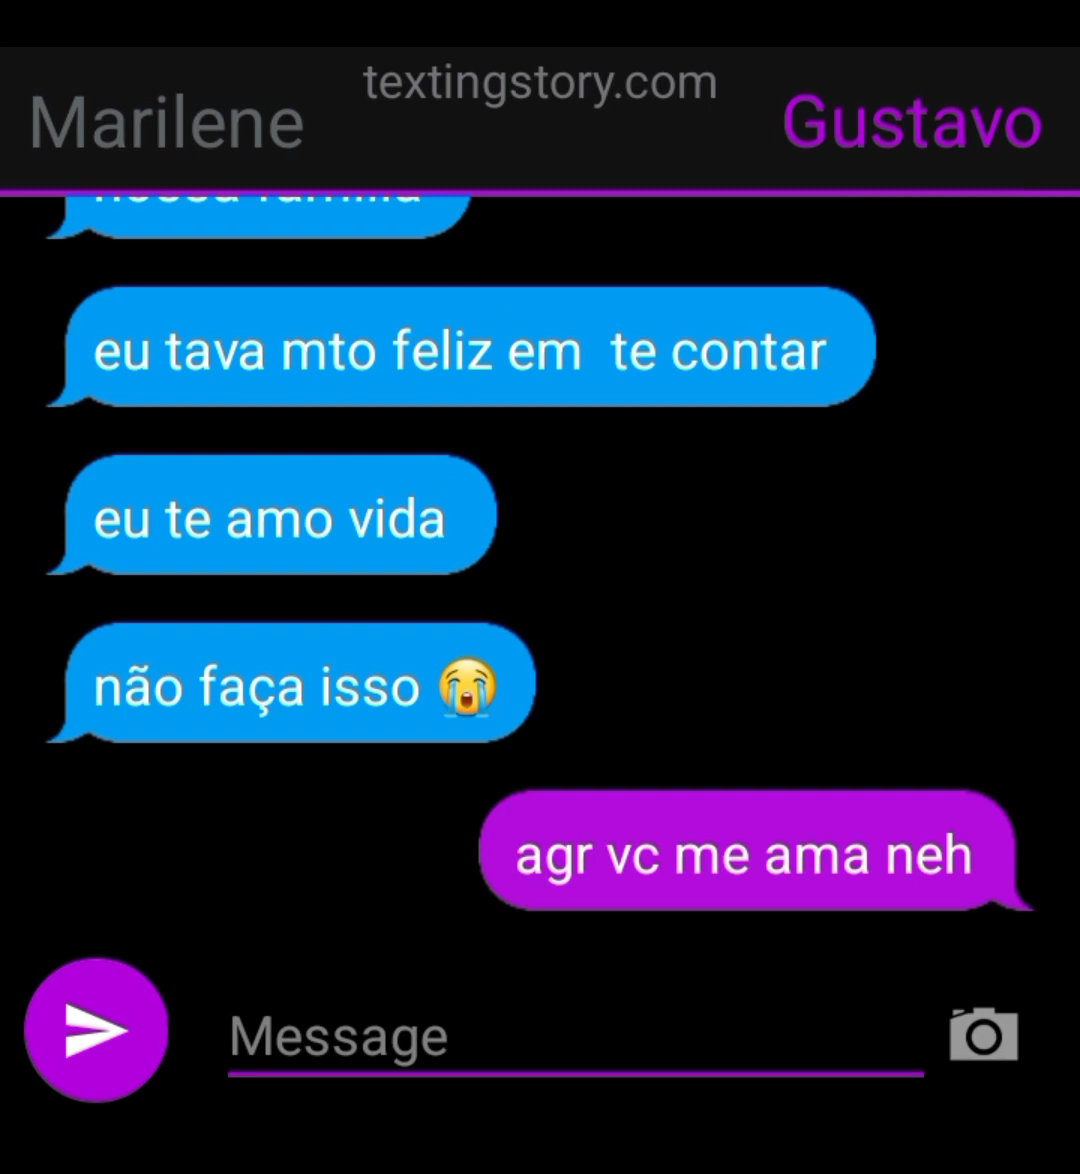 textingstory.com
Marilene
Gustavo
eu tava mto feliz em  te contar
eu te amo vida
não faça isso 😭
agr vc me ama neh
Message